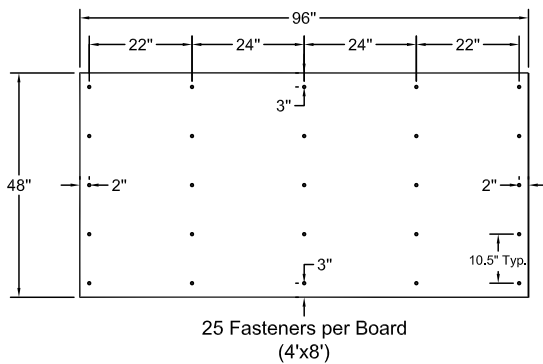 96"
22" 24" 24" 22"
3"
48" 2" 2"
10.5" Typ.
3"
25 Fasteners per Board
(4'x8')